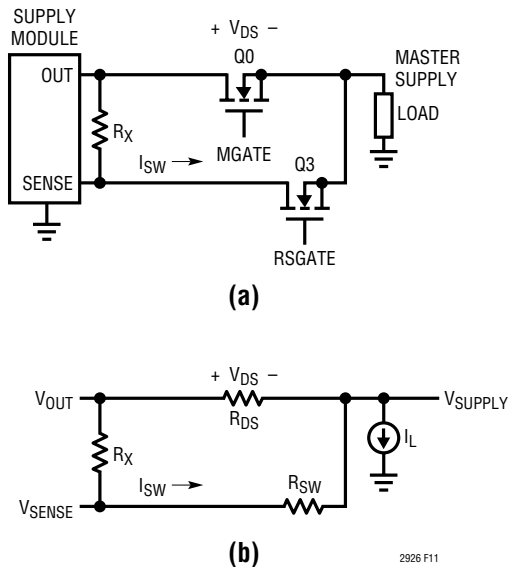 SUPPLY
MODULE
+ VDS –
Q0
OUT
MASTER
SUPPLY
LOAD
RX
MGATE
ISW
Q3
SENSE
RSGATE
(a)
+ VDS –
VOUT
VSUPPLY
RDS
RX
IL
ISW
RSW
VSENSE
(b)
2926 F11